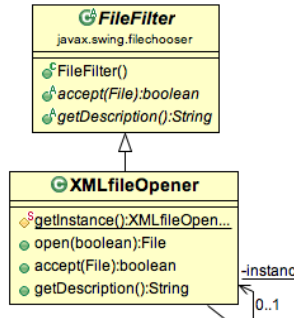 FileFilter
javax.swing.filechooser
FileFilter()
accept(File):boolean
getDescription():String
XMLfileOpener
getInstance():XMLfileOpen...
open(boolean):File
accept(File):boolean
getDescription():String
-instanc
0..1